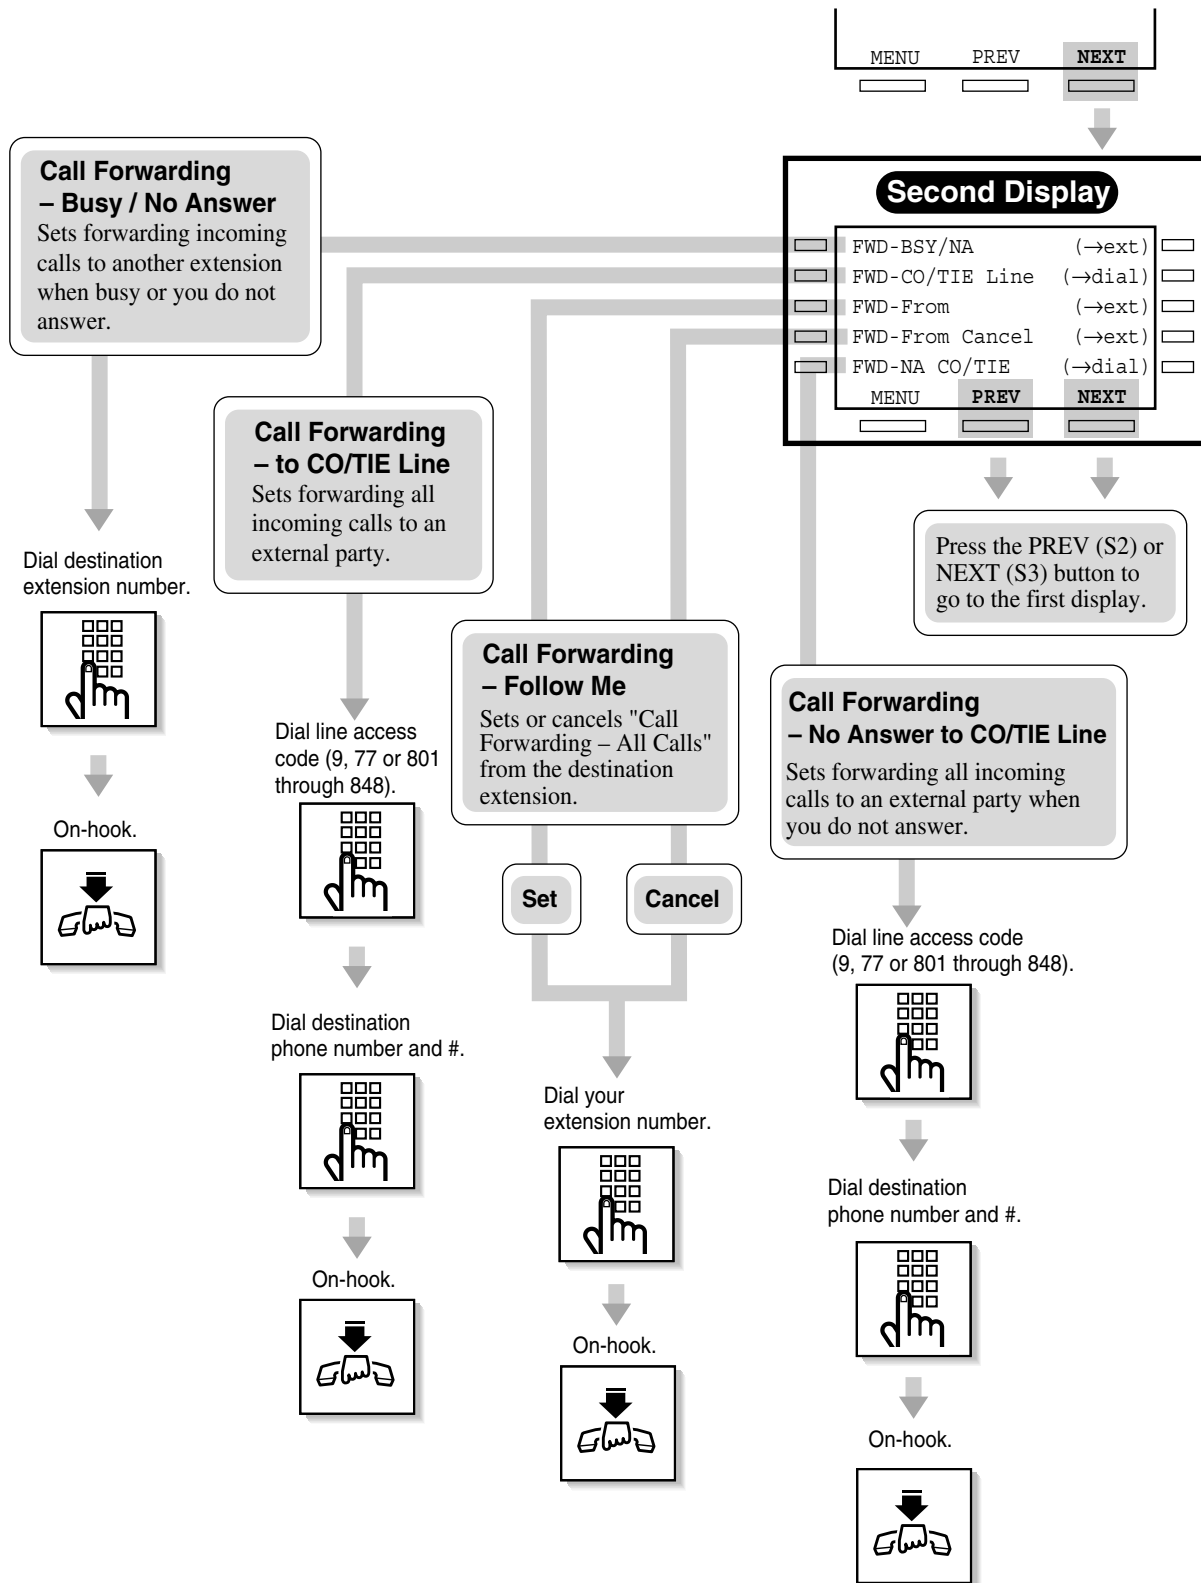 MENU PREV NEXT
Second Display
FWD-BSY/NA (→ext)
FWD-CO/TIE Line (→dial)
FWD-From (→ext)
FWD-From Cancel (→ext)
FWD-NA CO/TIE (→dial)
MENU PREV NEXT
Press the PREV (S2) or
NEXT (S3) button to
go to the first display.
Call Forwarding
– Busy / No Answer
Sets forwarding incoming
calls to another extension
when busy or you do not
answer.
Dial destination
extension number.
On-hook.
Call Forwarding
– to CO/TIE Line
Sets forwarding all
incoming calls to an
external party.
Dial line access
code (9, 77 or 801
through 848).
Dial destination
phone number and #.
On-hook.
Call Forwarding
– Follow Me
Sets or cancels "Call
Forwarding – All Calls"
from the destination
extension.
Set
Cancel
Dial your
extension number.
On-hook.
Call Forwarding
– No Answer to CO/TIE Line
Sets forwarding all incoming
calls to an external party when
you do not answer.
Dial line access code
(9, 77 or 801 through 848).
Dial destination
phone number and #.
On-hook.